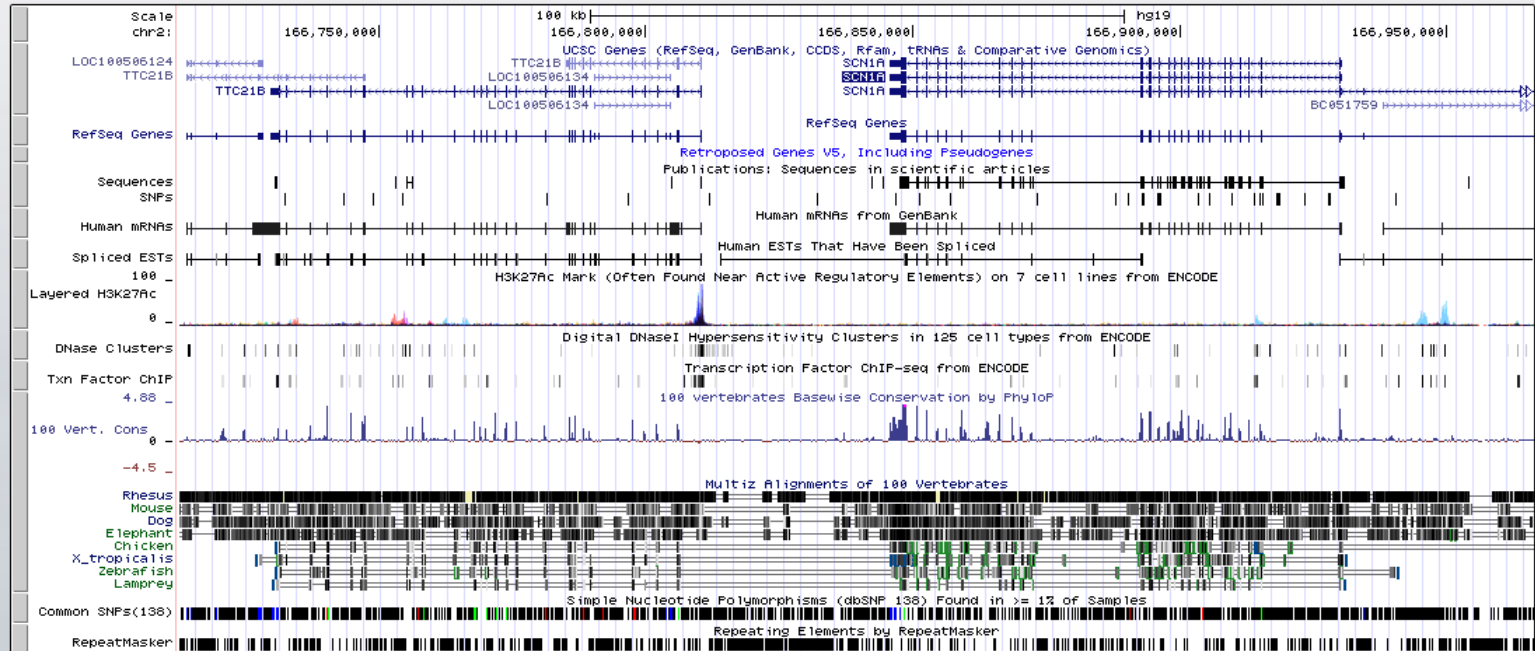 Scale 100 kb hg19
chr2: 166,750,000 166,800,000 166,850,000 166,900,000 166,950,000
UCSC Genes (RefSeq, GenBank, CCDS, Rfam, tRNAs & Comparative Genomics)
LOC100506124 TTC21B SCN1A
TTC21B LOC100506134 SCN1A
TTC21B SCN1A
LOC100506134 BC051759
RefSeq Genes
RefSeq Genes
Retroposed Genes V5, Including Pseudogenes
Publications: Sequences in scientific articles
Sequences
SNPs
Human mRNAs from GenBank
Human mRNAs
Human ESTs That Have Been Spliced
Spliced ESTs
H3K27Ac Mark (Often Found Near Active Regulatory Elements) on 7 cell lines from ENCODE
100 _
Layered H3K27Ac
0 _
Digital DNaseI Hypersensitivity Clusters in 125 cell types from ENCODE
DNase Clusters
Transcription Factor ChIP-seq from ENCODE
Txn Factor ChIP
100 vertebrates Basewise Conservation by PhyloP
4.88 _
100 Vert. Cons
0 _
-4.5 _
Multiz Alignments of 100 Vertebrates
Rhesus
Mouse
Dog
Elephant
Chicken
X_tropicalis
Zebrafish
Lamprey
Simple Nucleotide Polymorphisms (dbSNP 138) Found in >= 1% of Samples
Common SNPs(138)
Repeating Elements by RepeatMasker
RepeatMasker